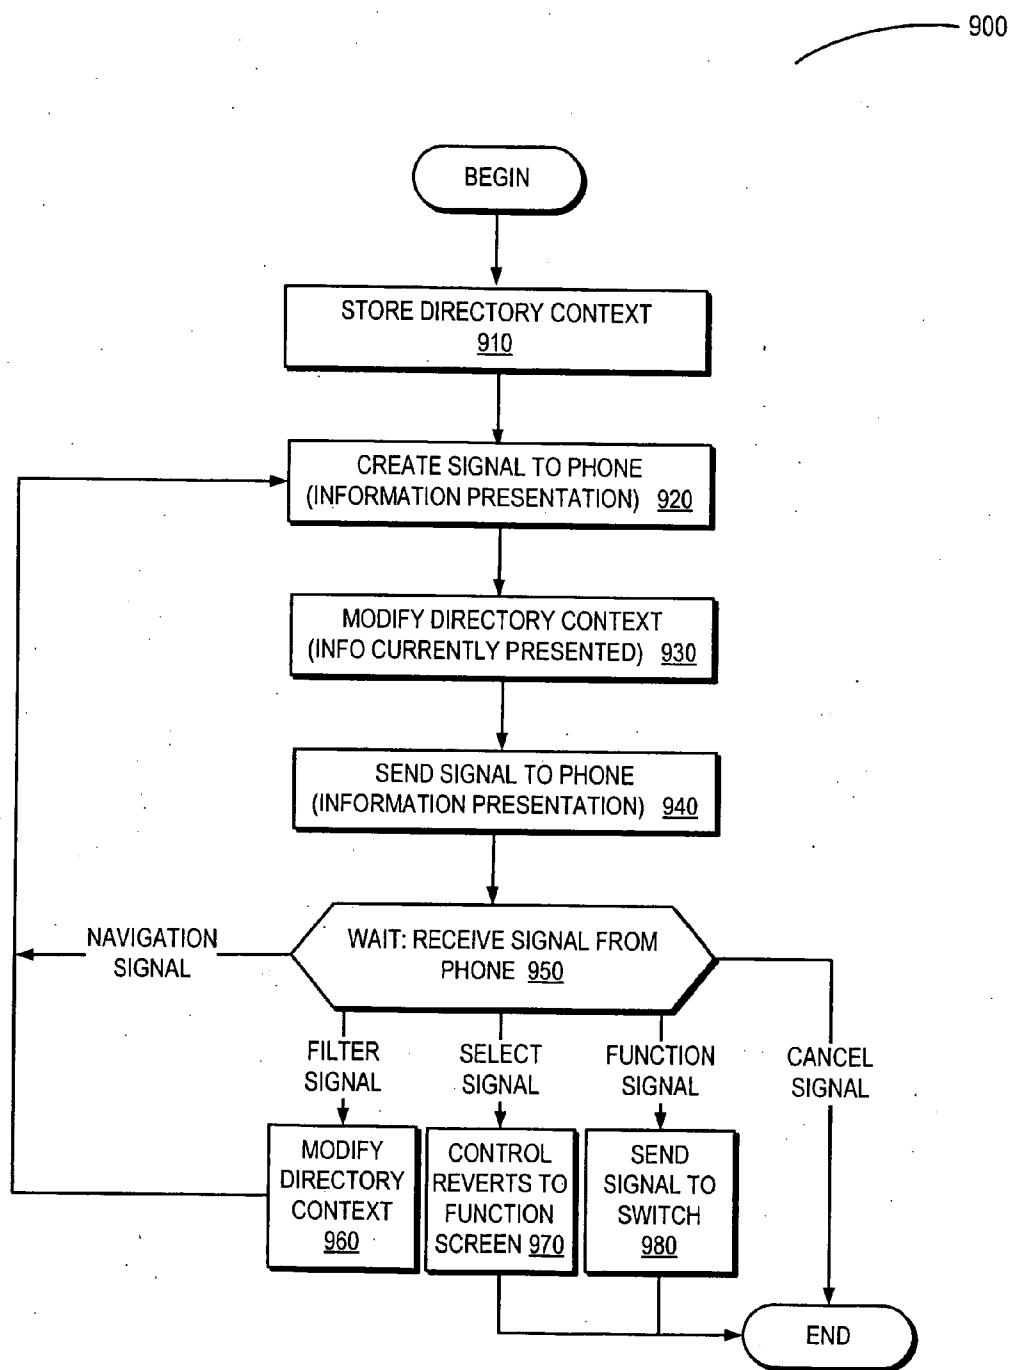 900
BEGIN
STORE DIRECTORY CONTEXT
910
CREATE SIGNAL TO PHONE
(INFORMATION PRESENTATION) 920
MODIFY DIRECTORY CONTEXT
(INFO CURRENTLY PRESENTED) 930
SEND SIGNAL TO PHONE
(INFORMATION PRESENTATION) 940
WAIT: RECEIVE SIGNAL FROM
PHONE 950
NAVIGATION
SIGNAL
FILTER
SIGNAL
SELECT
SIGNAL
FUNCTION
SIGNAL
CANCEL
SIGNAL
MODIFY
DIRECTORY
CONTEXT
960
CONTROL
REVERTS TO
FUNCTION
SCREEN 970
SEND
SIGNAL TO
SWITCH
980
END